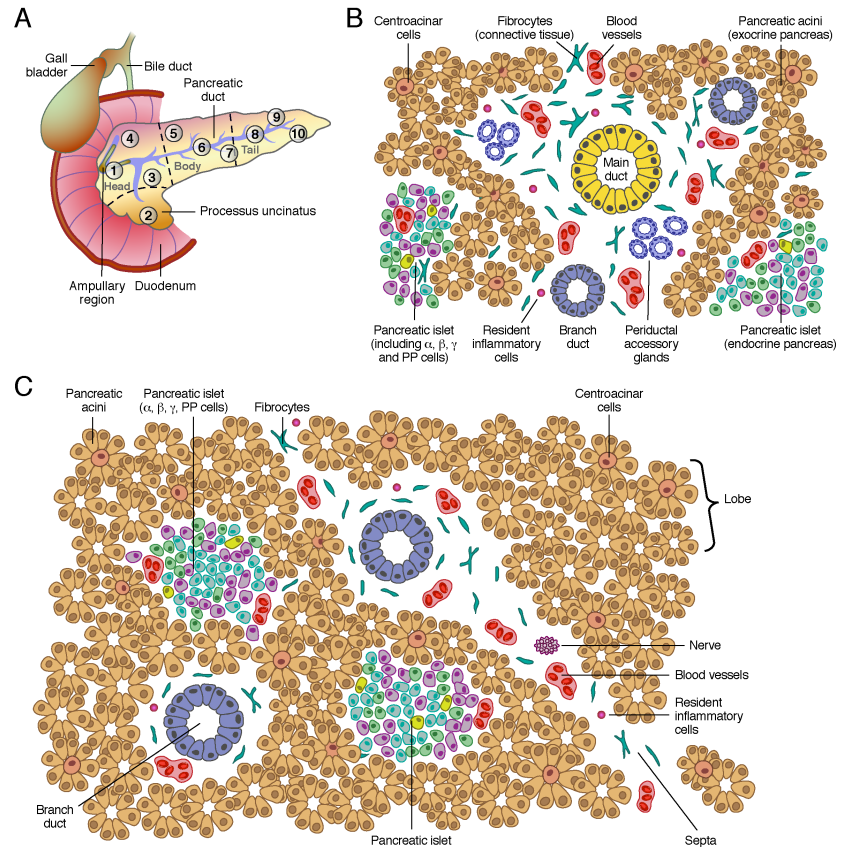 A
Gall
bladder
Bile duct
Pancreatic
duct
4
5
6
7
8
9
10
1
3
2
Head
Body
Tail
Processus uncinatus
Ampullary
region
Duodenum
B
Centroacinar
cells
Fibrocytes
(connective tissue)
Blood
vessels
Pancreatic acini
(exocrine pancreas)
Main
duct
Pancreatic islet
(including α, β, γ
and PP cells)
Resident
inflammatory
cells
Branch
duct
Periductal
accessory
glands
Pancreatic islet
(endocrine pancreas)
C
Pancreatic
acini
Pancreatic islet
(α, β, γ, PP cells)
Fibrocytes
Centroacinar
cells
Lobe
Nerve
Blood vessels
Resident
inflammatory
cells
Branch
duct
Pancreatic islet
Septa